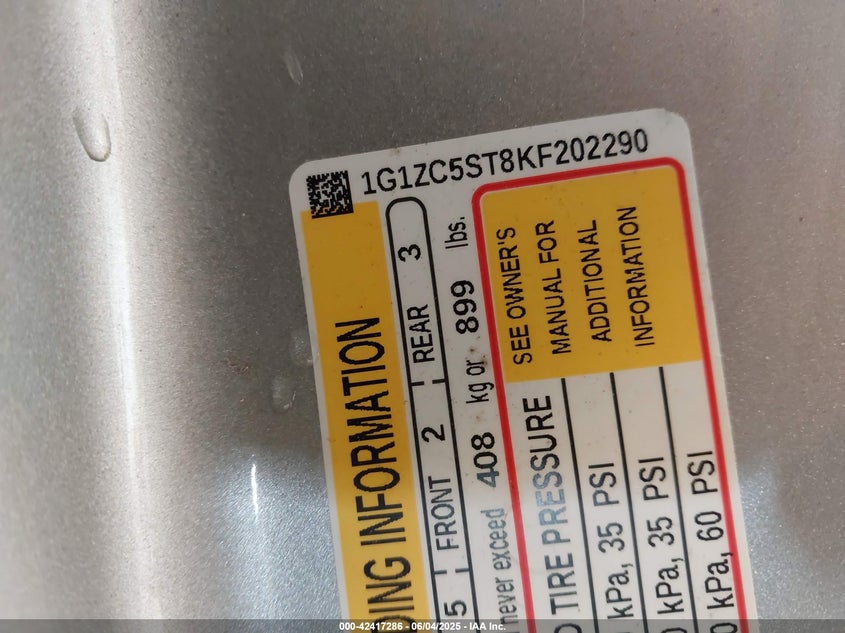 1G1ZC5ST8KF202290
DING INFORMATION
5 FRONT 2 REAR 3
never exceed 408 kg or 899 lbs.
TIRE PRESSURE
SEE OWNER'S
MANUAL FOR
ADDITIONAL
INFORMATION
kPa, 35 PSI
kPa, 35 PSI
0 kPa, 60 PSI
000-42417286 - 06/04/2025 - IAA Inc.